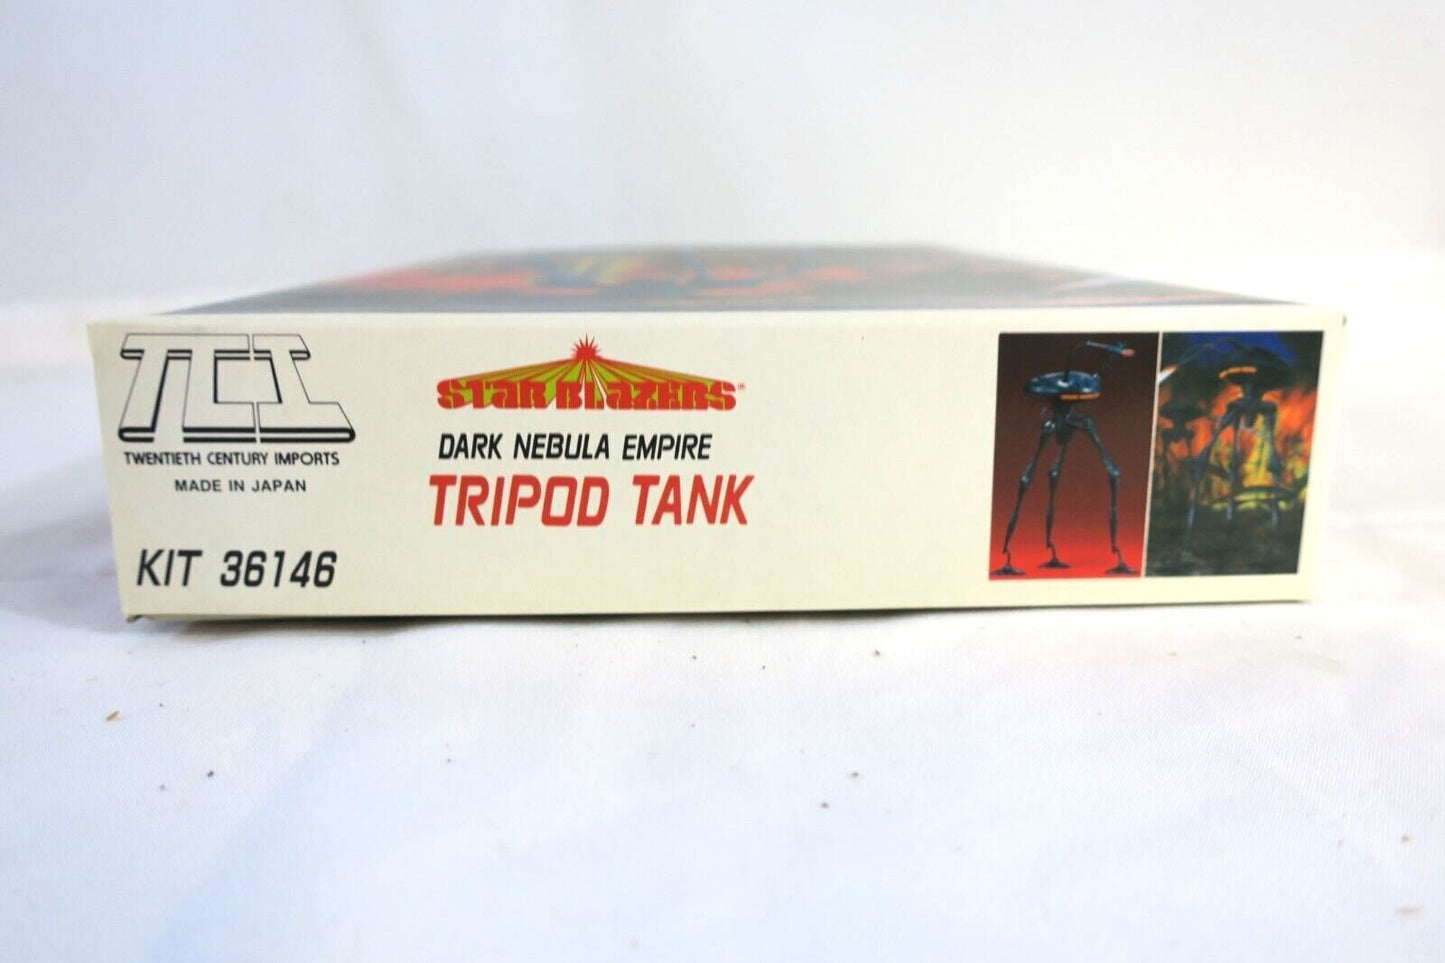 TCI
TWENTIETH CENTURY IMPORTS
MADE IN JAPAN
KIT 36146
STAR BLAZERS
DARK NEBULA EMPIRE
TRIPOD TANK